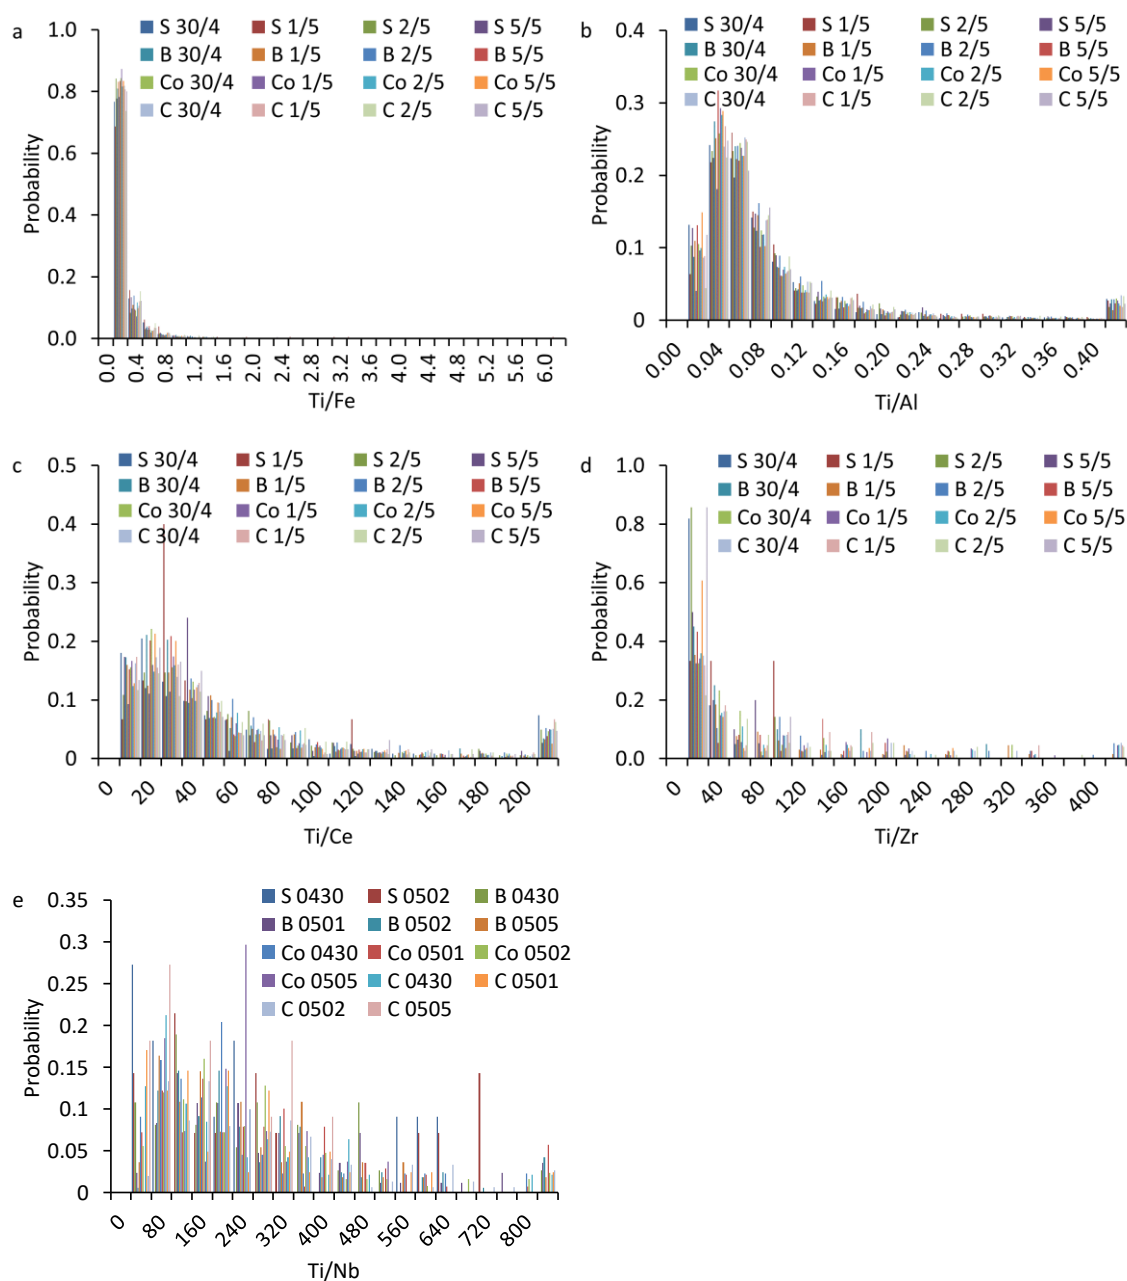 a
S 30/4 S 1/5 S 2/5 S 5/5
B 30/4 B 1/5 B 2/5 B 5/5
Co 30/4 Co 1/5 Co 2/5 Co 5/5
C 30/4 C 1/5 C 2/5 C 5/5
Probability
1.0
0.8
0.6
0.4
0.2
0.0
0.0 0.4 1.2 1.2 2.0 2.4 2.8 3.2 4.0 4.0 4.8 5.2 5.6 6.0
Ti/Fe
b
S 30/4 S 1/5 S 2/5 S 5/5
B 30/4 B 1/5 B 2/5 B 5/5
Co 30/4 Co 1/5 Co 2/5 Co 5/5
C 30/4 C 1/5 C 2/5 C 5/5
Probability
0.4
0.3
0.2
0.1
0
0.00 0.04 0.08 0.12 0.16 0.20 0.24 0.28 0.32 0.36 0.40
Ti/Al
c
S 30/4 S 1/5 S 2/5 S 5/5
B 30/4 B 1/5 B 2/5 B 5/5
Co 30/4 Co 1/5 Co 2/5 Co 5/5
C 30/4 C 1/5 C 2/5 C 5/5
Probability
0.5
0.4
0.3
0.2
0.1
0
0 20 40 60 80 100 120 140 160 180 200
Ti/Ce
d
S 30/4 S 1/5 S 2/5 S 5/5
B 30/4 B 1/5 B 2/5 B 5/5
Co 30/4 Co 1/5 Co 2/5 Co 5/5
C 30/4 C 1/5 C 2/5 C 5/5
Probability
1.0
0.8
0.6
0.4
0.2
0.0
0 40 80 120 160 200 240 280 320 360 400
Ti/Zr
e
S 0430 S 0502 B 0430
B 0501 B 0502 B 0505
Co 0430 Co 0501 Co 0502
Co 0505 C 0430 C 0501
C 0502 C 0505
Probability
0.35
0.3
0.25
0.2
0.15
0.1
0.05
0
0 80 160 240 320 400 480 560 640 720 800
Ti/Nb